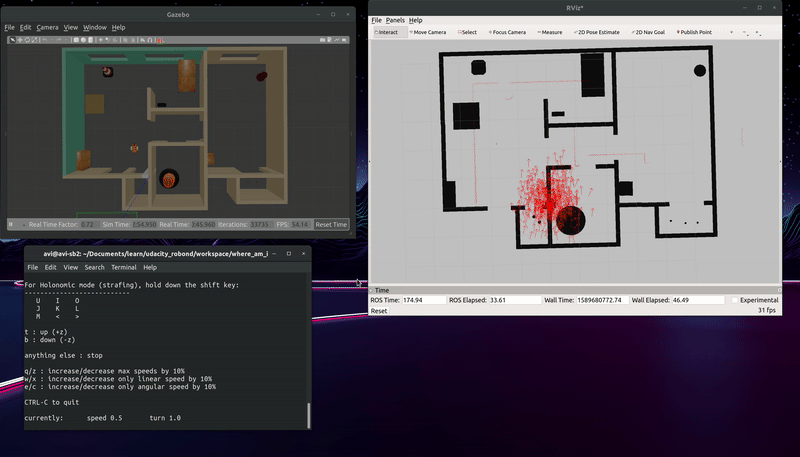 Gazebo
File Edit Camera View Window Help
Real Time Factor: 0.72 Sim Time: Real Time: Iterations: 33735 FPS: Reset Time
RViz*
File Panels Help
Interact Move Camera Select Focus Camera Measure 2D Pose Estimate 2D Nav Goal Publish Point
Time
ROS Time: 174.94 ROS Elapsed: 33.61 Wall Time: 1589680772.74 Wall Elapsed: 46.49 Experimental
Reset 31 fps
avi@avi-sb2: ~/Documents/learn/udacity_robond/workspace/where_am_i
File Edit View Search Terminal Help
For Holonomic mode (strafing), hold down the shift key:
---------------------------
U I O
J K L
M < >
t : up (+z)
b : down (-z)
anything else : stop
q/z : increase/decrease max speeds by 10%
w/x : increase/decrease only linear speed by 10%
e/c : increase/decrease only angular speed by 10%
CTRL-C to quit
currently: speed 0.5 turn 1.0